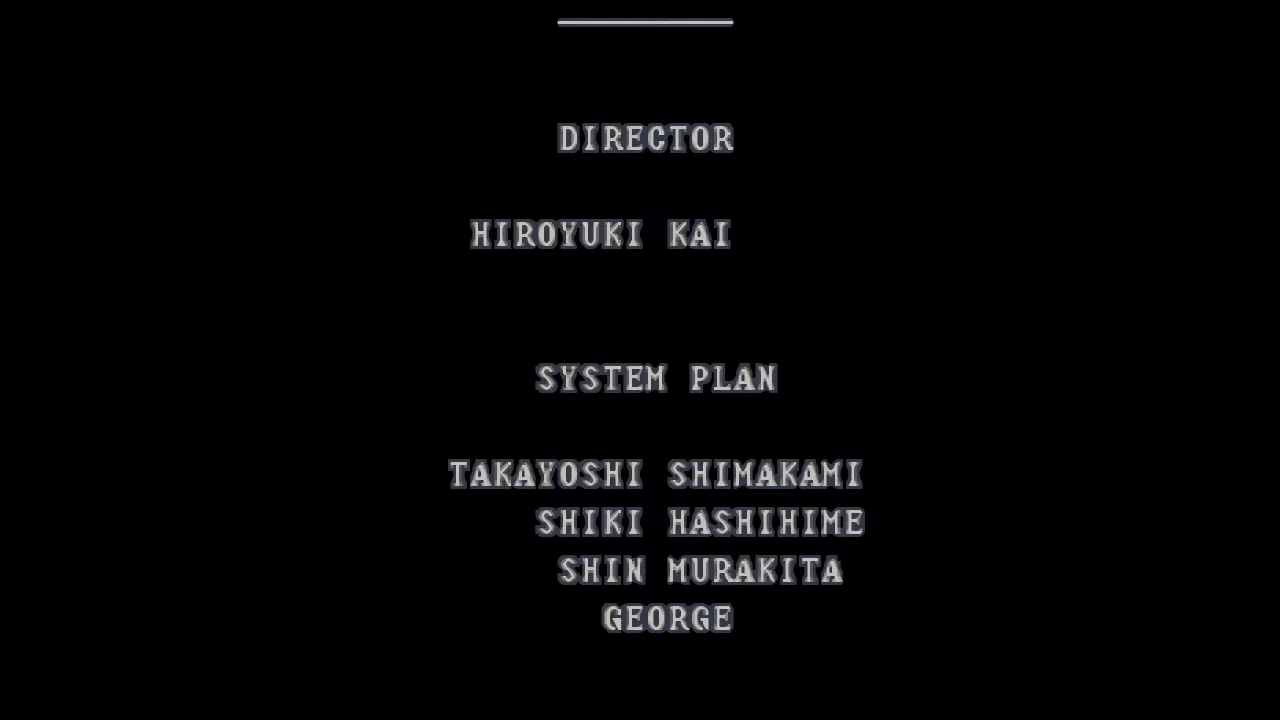 DIRECTOR
HIROYUKI KAI
SYSTEM PLAN
TAKAYOSHI SHIMAKAMI
SHIKI HASHIHIME
SHIN MURAKITA
GEORGE